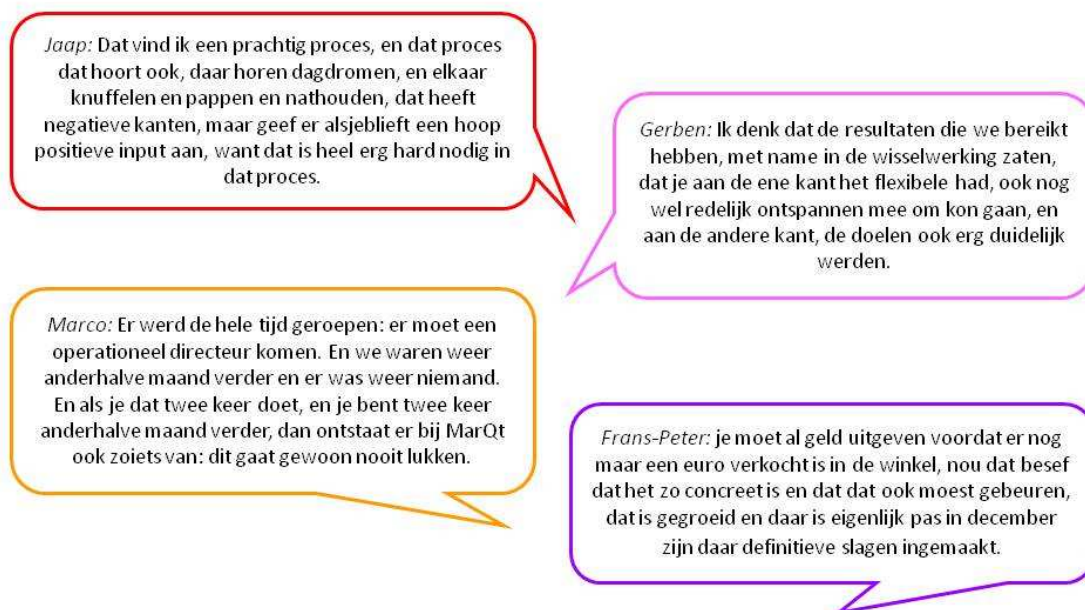 Jaap: Dat vind ik een prachtig proces, en dat proces
dat hoort ook, daar horen dagdromen, en elkaar
knuffelen en pappen en nathouden, dat heeft
negatieve kanten, maar geef er alsjeblieft een hoop
positieve input aan, want dat is heel erg hard nodig in
dat proces.
Gerben: Ik denk dat de resultaten die we bereikt
hebben, met name in de wisselwerking zaten,
dat je aan de ene kant het flexibele had, ook nog
wel redelijk ontspannen mee om kon gaan, en
aan de andere kant, de doelen ook erg duidelijk
werden.
Marco: Er werd de hele tijd geroepen: er moet een
operationeel directeur komen. En we waren weer
anderhalve maand verder en er was weer niemand.
En als je dat twee keer doet, en je bent twee keer
anderhalve maand verder, dan ontstaat er bij MarQt
ook zoiets van: dit gaat gewoon nooit lukken.
Frans-Peter: je moet al geld uitgeven voordat er nog
maar een euro verkocht is in de winkel, nou dat besef
dat het zo concreet is en dat dat ook moest gebeuren,
dat is gegroeid en daar is eigenlijk pas in december
zijn daar definitieve slagen ingemaakt.